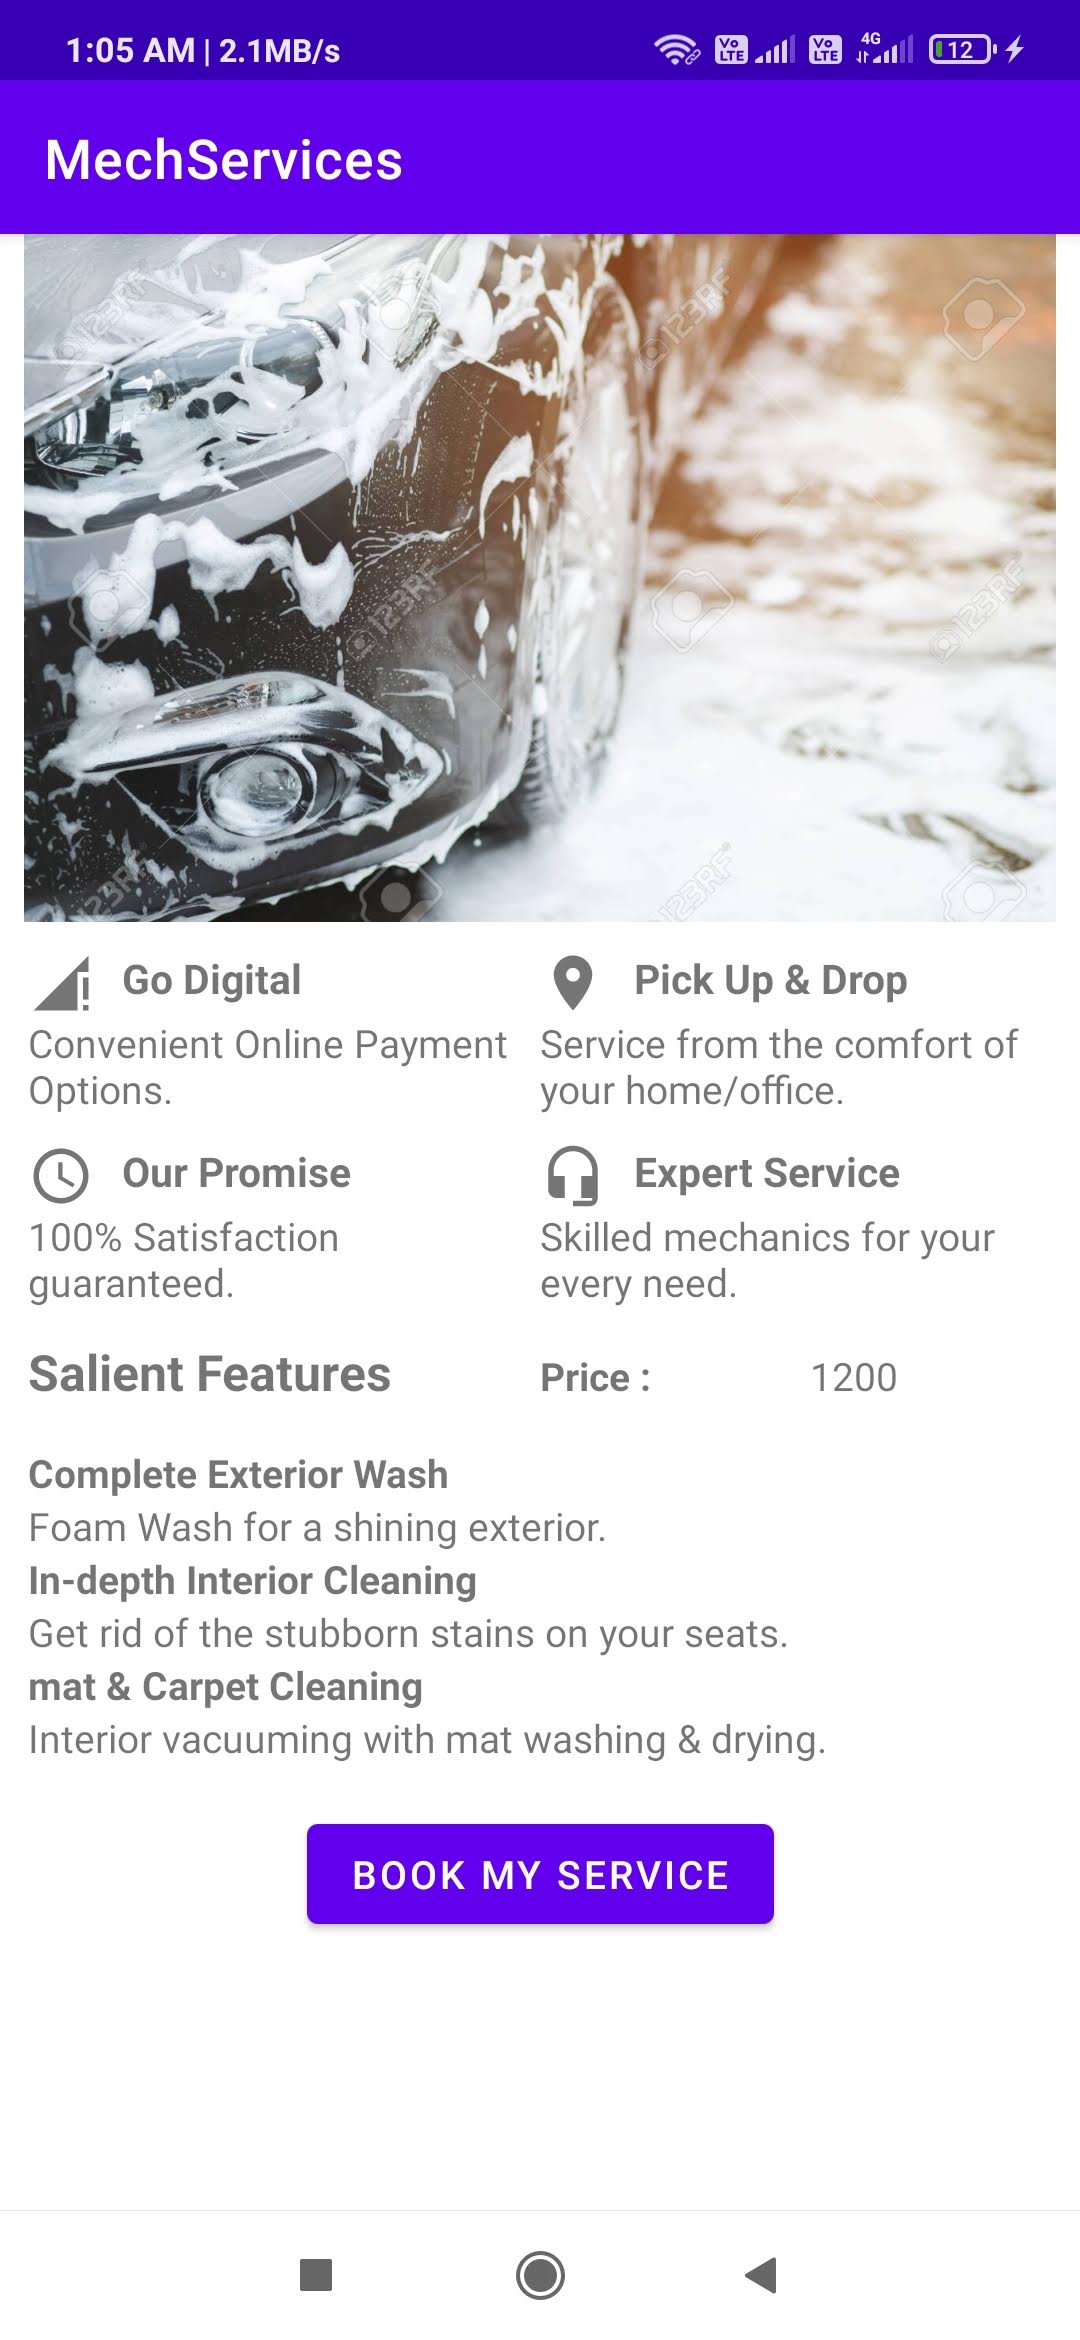 1:05 AM | 2.1MB/s
Vo LTE
Vo LTE
4G
12
MechServices
123RF
123RF
123RF
123RF
123RF
123RF
Go Digital
Pick Up & Drop
Convenient Online Payment
Options.
Service from the comfort of
your home/office.
Our Promise
Expert Service
100% Satisfaction
guaranteed.
Skilled mechanics for your
every need.
Salient Features
Price :
1200
Complete Exterior Wash
Foam Wash for a shining exterior.
In-depth Interior Cleaning
Get rid of the stubborn stains on your seats.
mat & Carpet Cleaning
Interior vacuuming with mat washing & drying.
BOOK MY SERVICE